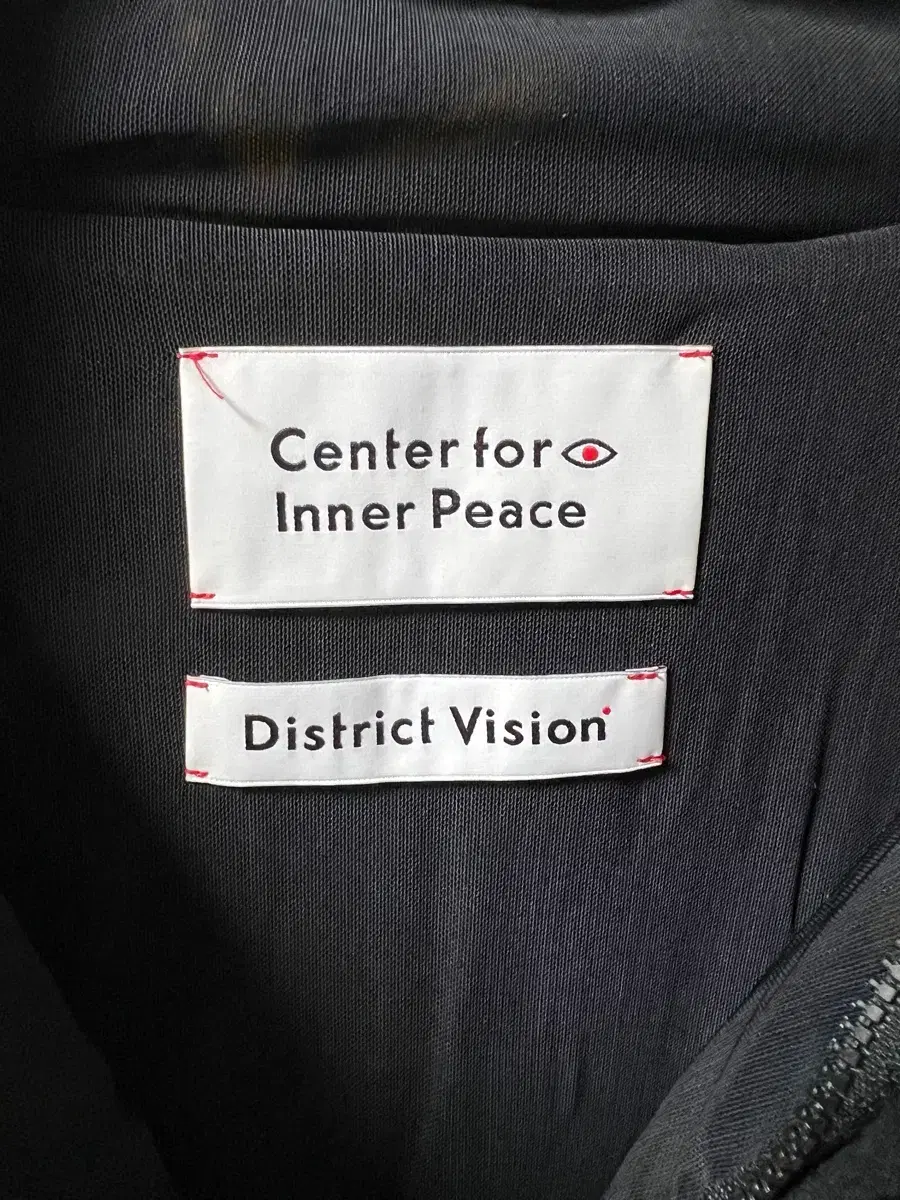 Center for
Inner Peace
District Vision